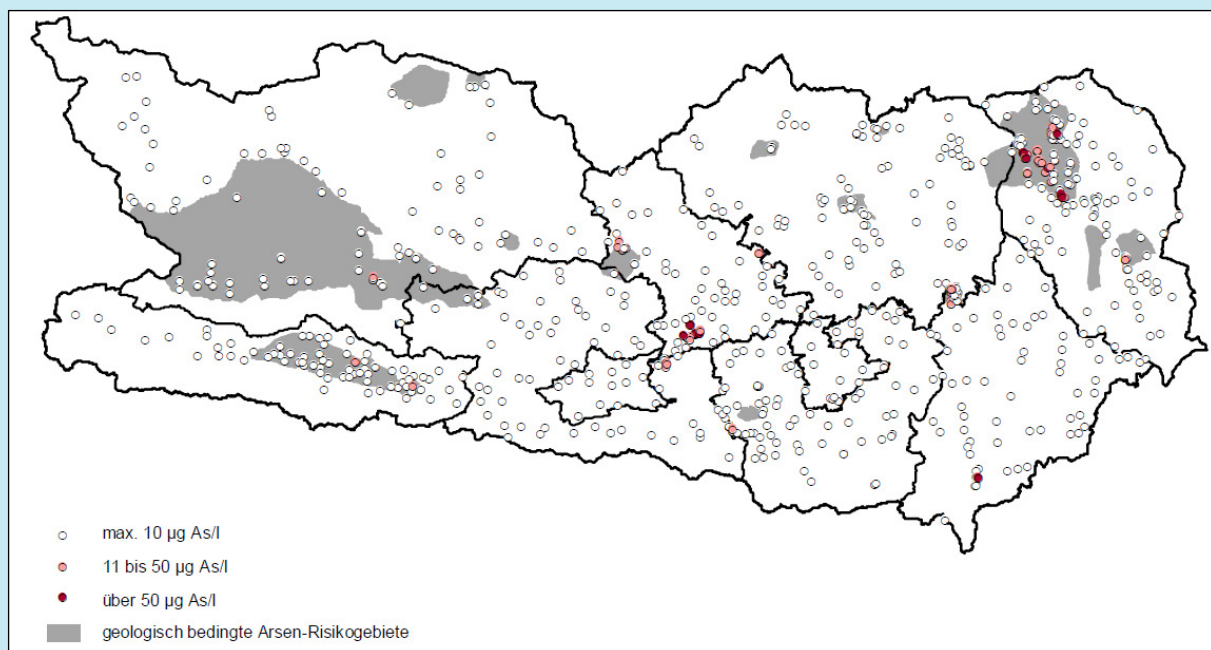 max. 10 µg As/l
11 bis 50 µg As/l
über 50 µg As/l
geologisch bedingte Arsen-Risikogebiete